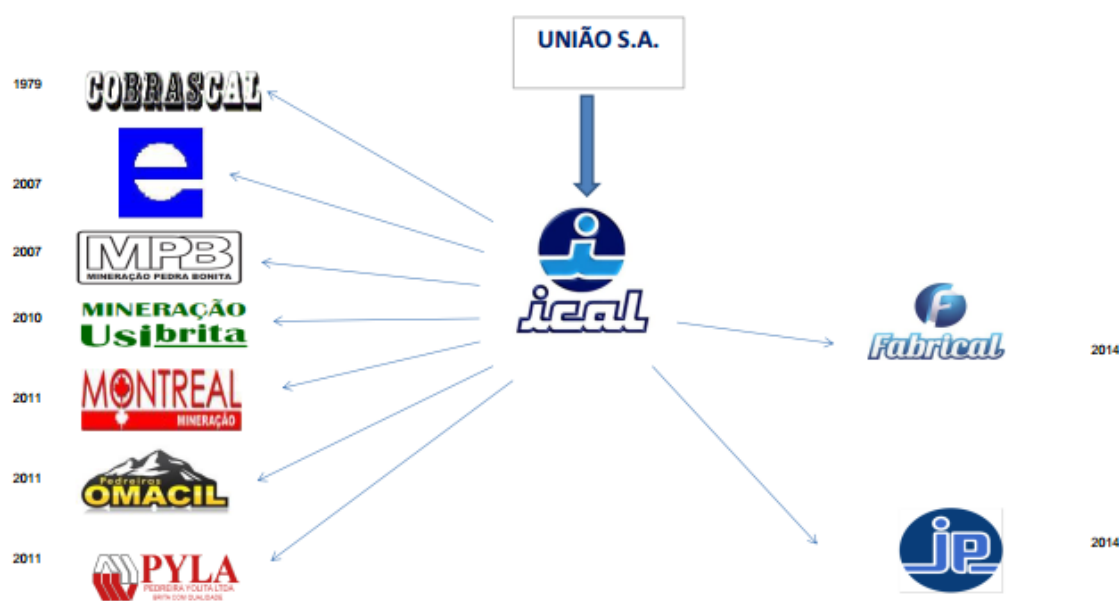 UNIÃO S.A.
1979
COBRASCAL
e
2007
2007
MPB
MINERAÇÃO PEDRA BONITA
2010
MINERAÇÃO
Usibrita
2011
MONTREAL
MINERAÇÃO
2011
Pedreiras
OMACIL
2011
PYLA
PEDREIRA YOLITA LTDA
BRITA COM QUALIDADE
i
ical
F
Fabrical
2014
jp
2014